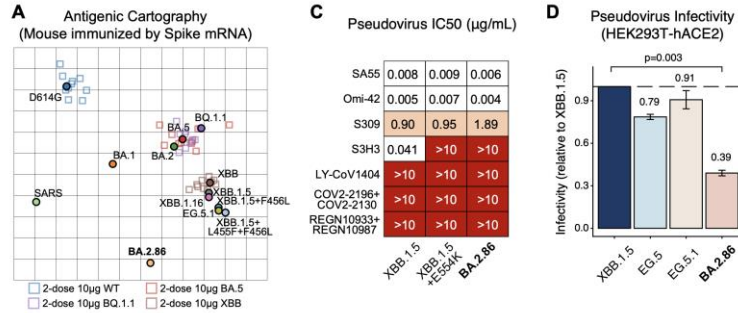 A
Antigenic Cartography
(Mouse immunized by Spike mRNA)
D614G
BQ.1.1
BA.5
BA.2
BA.1
XBB
SARS
XBB.1.5
XBB.1.16
XBB.1.5+F456L
EG.5.1
XBB.1.5+
L455F+F456L
BA.2.86
2-dose 10μg WT
2-dose 10μg BA.5
2-dose 10μg BQ.1.1
2-dose 10μg XBB
C
Pseudovirus IC50 (μg/mL)
SA55 0.008 0.009 0.006
Omi-42 0.005 0.007 0.004
S309 0.90 0.95 1.89
S3H3 0.041 >10 >10
LY-CoV1404 >10 >10 >10
COV2-2196+
COV2-2130 >10 >10 >10
REGN10933+
REGN10987 >10 >10 >10
XBB.1.5
XBB.1.5
+E554K
BA.2.86
D
Pseudovirus Infectivity
(HEK293T-hACE2)
p=0.003
Infectivity (relative to XBB.1.5)
0.9
0.6
0.3
0.0
0.79
0.91
0.39
XBB.1.5
EG.5
EG.5.1
BA.2.86